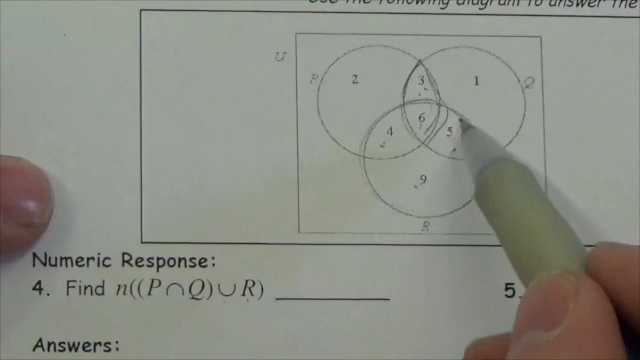 Use the following diagram to answer the
U
P
2
3
1
Q
6
4
5
9
R
Numeric Response:
4. Find n((P∩Q)∪R) __________
5.
Answers: